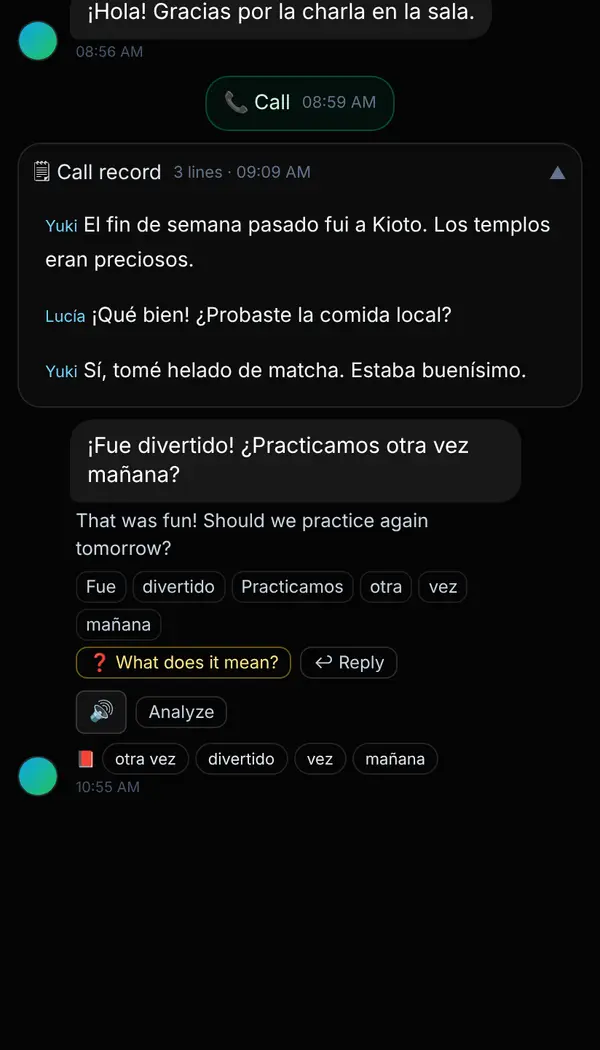 ¡Hola! Gracias por la charla en la sala.
08:56 AM
Call 08:59 AM
Call record 3 lines · 09:09 AM ▲
Yuki El fin de semana pasado fui a Kioto. Los templos
eran preciosos.
Lucía ¡Qué bien! ¿Probaste la comida local?
Yuki Sí, tomé helado de matcha. Estaba buenísimo.
¡Fue divertido! ¿Practicamos otra vez
mañana?
That was fun! Should we practice again
tomorrow?
Fue divertido Practicamos otra vez
mañana
❓ What does it mean? ↩ Reply
Analyze
otra vez divertido vez mañana
10:55 AM